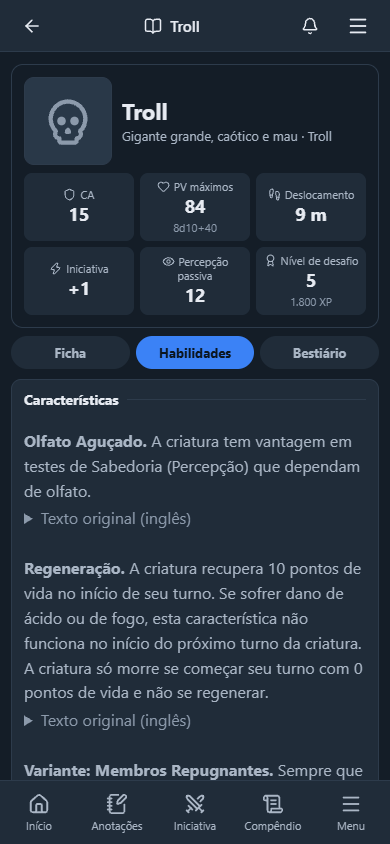 Troll
Troll
Gigante grande, caótico e mau · Troll
CA
15
PV máximos
84
8d10+40
Deslocamento
9 m
Iniciativa
+1
Percepção
passiva
12
Nível de desafio
5
1.800 XP
Ficha
Habilidades
Bestiário
Características
Olfato Aguçado. A criatura tem vantagem em
testes de Sabedoria (Percepção) que dependam
de olfato.
Texto original (inglês)
Regeneração. A criatura recupera 10 pontos de
vida no início de seu turno. Se sofrer dano de
ácido ou de fogo, esta característica não
funciona no início do próximo turno da criatura.
A criatura só morre se começar seu turno com 0
pontos de vida e não se regenerar.
Texto original (inglês)
Variante: Membros Repugnantes. Sempre que
Início
Anotações
Iniciativa
Compêndio
Menu